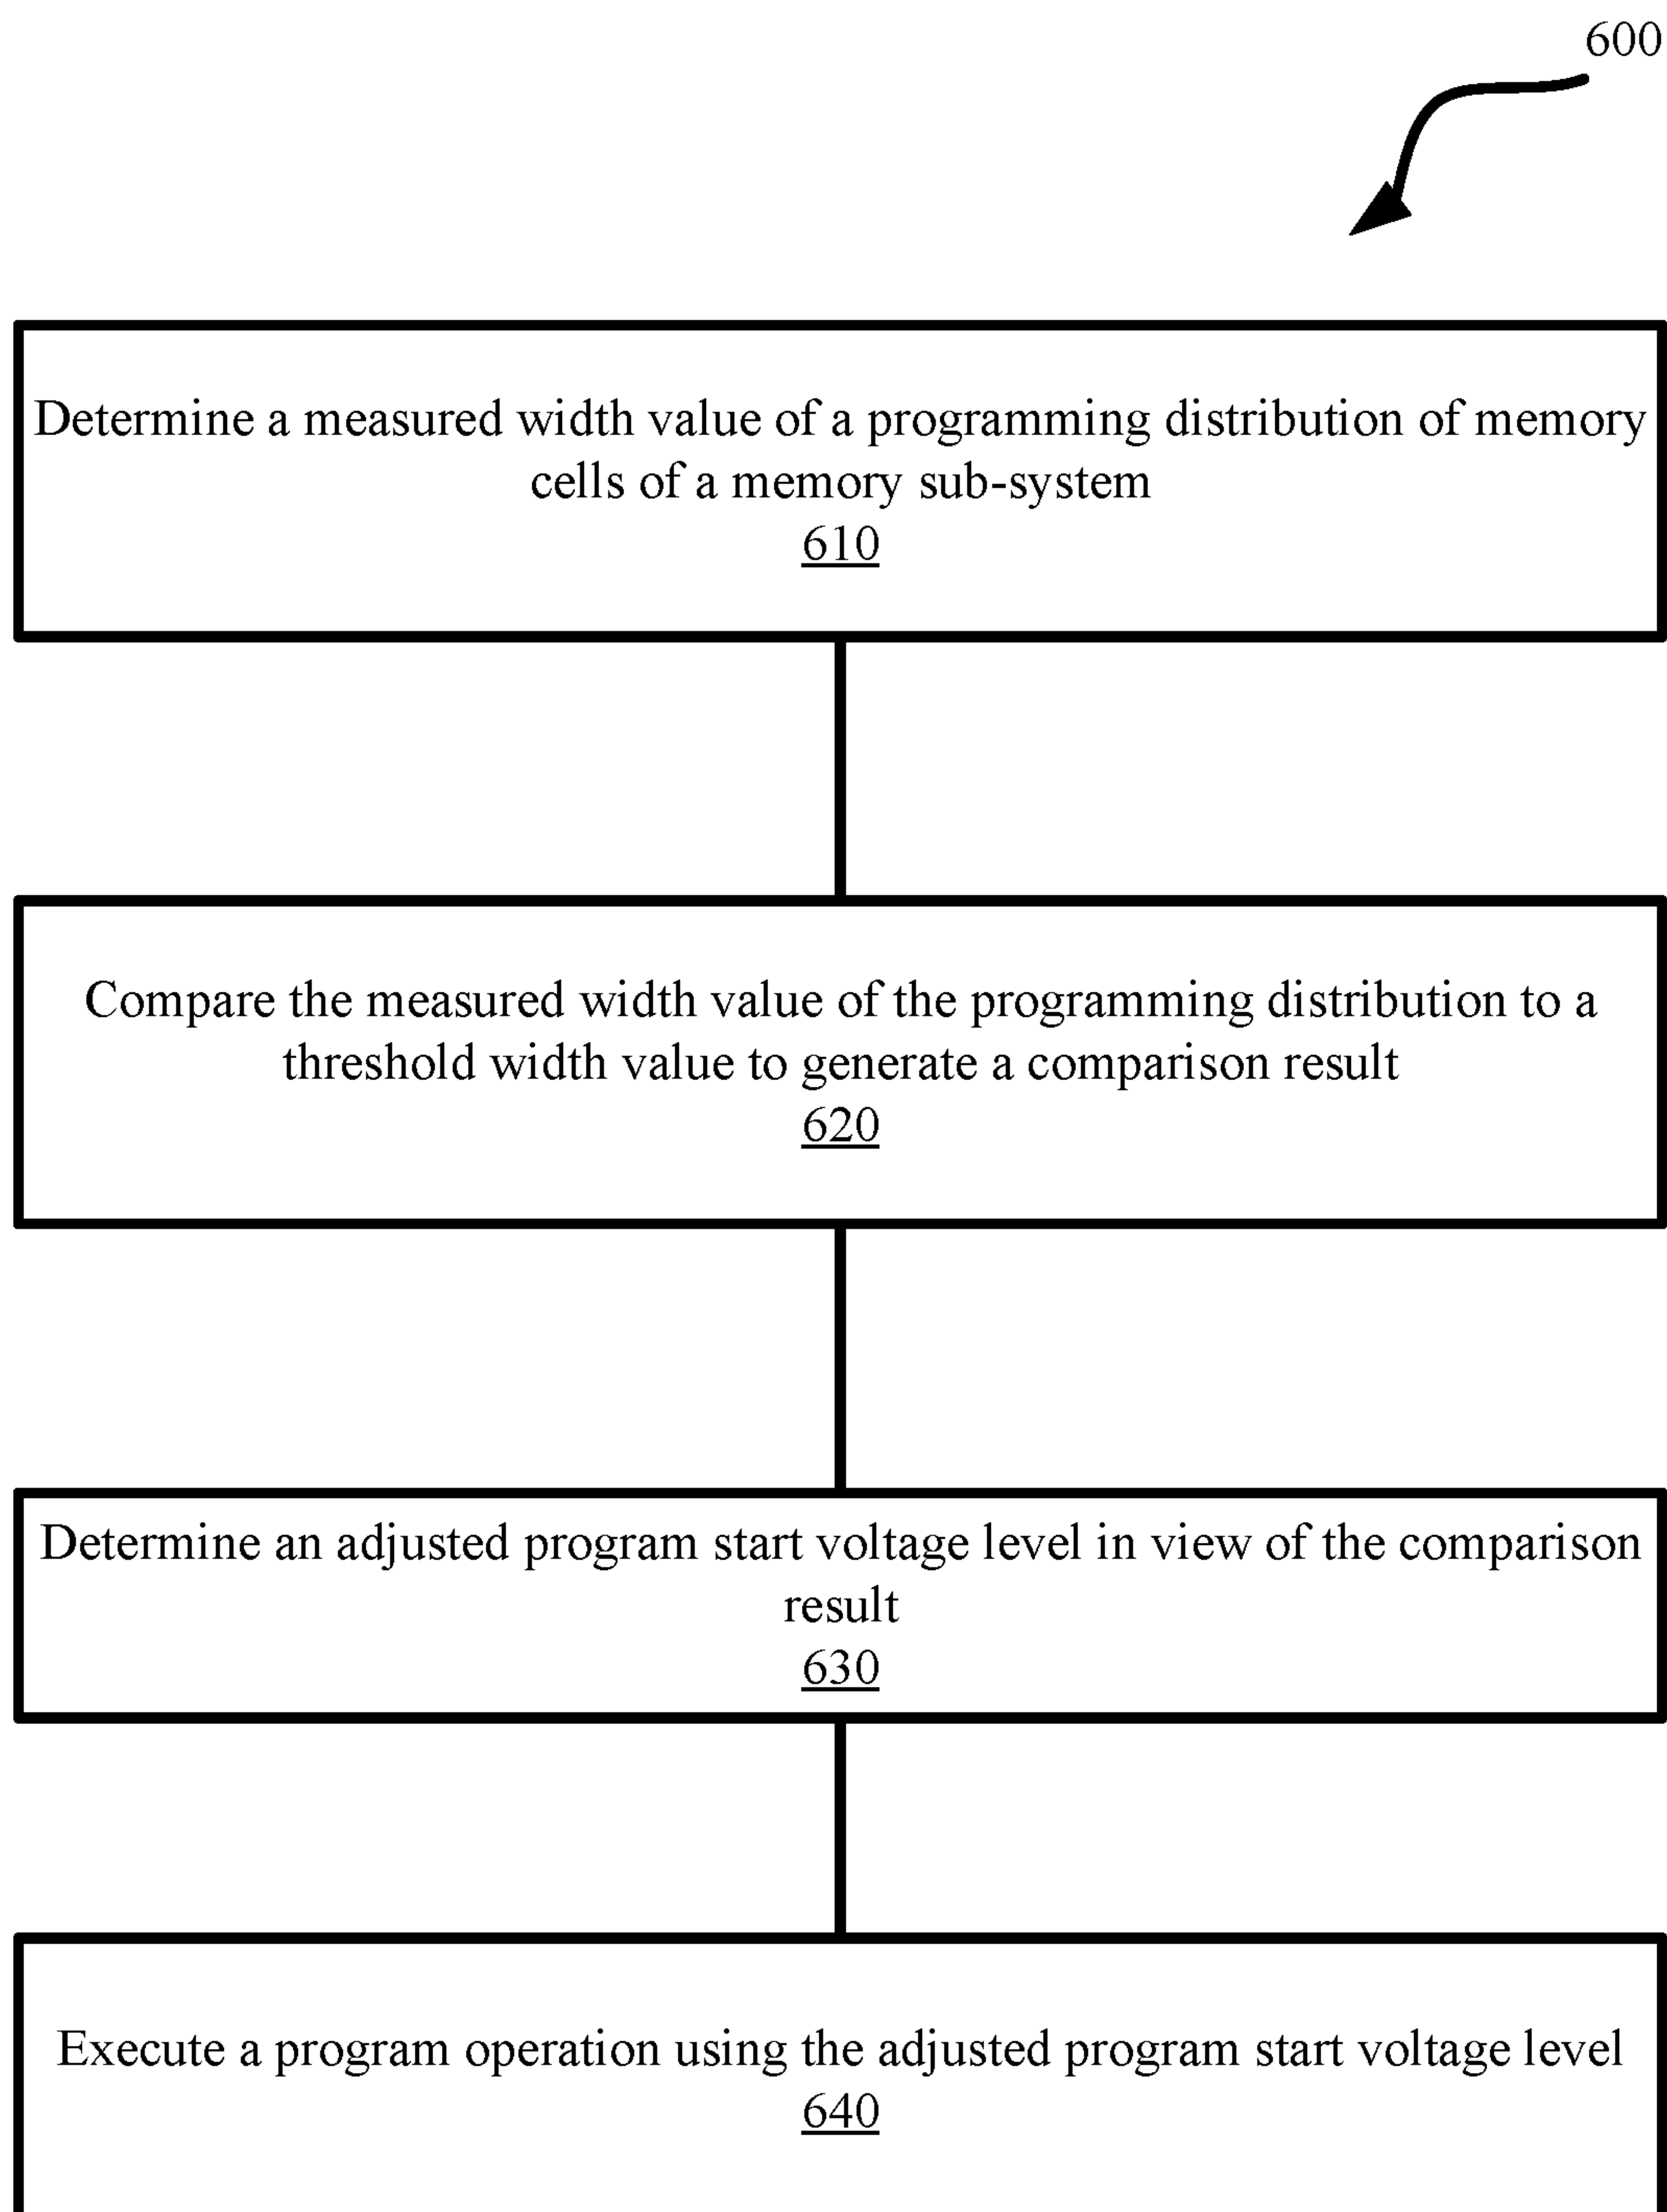 600
Determine a measured width value of a programming distribution of memory
cells of a memory sub-system
610
Compare the measured width value of the programming distribution to a
threshold width value to generate a comparison result
620
Determine an adjusted program start voltage level in view of the comparison
result
630
Execute a program operation using the adjusted program start voltage level
640